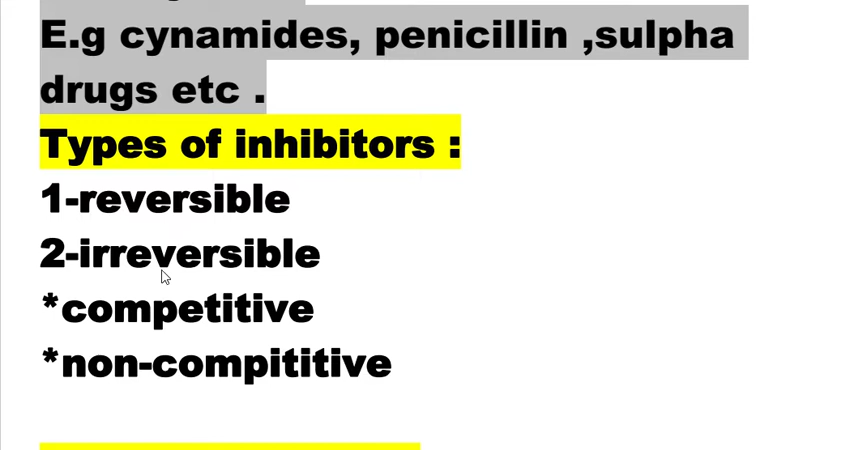 E.g cynamides, penicillin ,sulpha
drugs etc .
Types of inhibitors :
1-reversible
2-irreversible
*competitive
*non-compititive